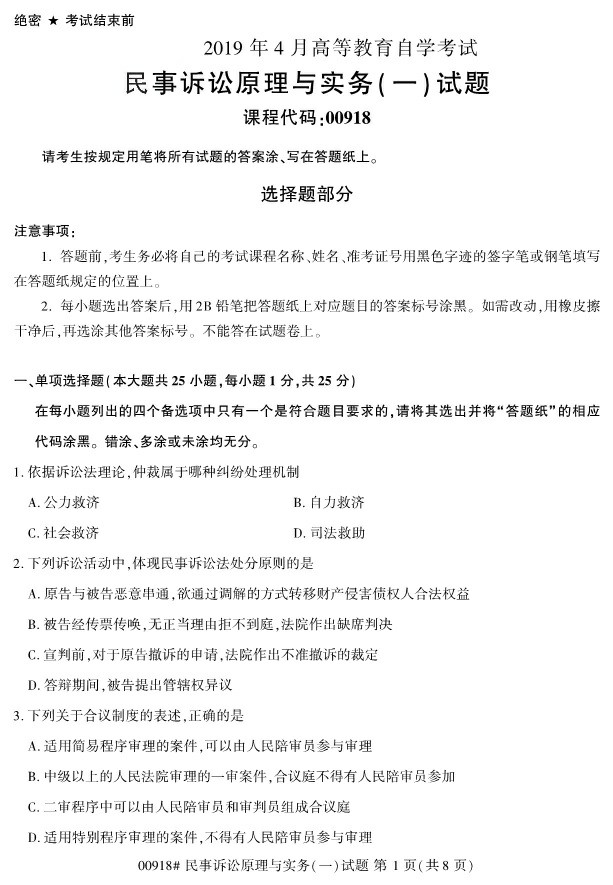 绝密 ★ 考试结束前
2019 年 4 月高等教育自学考试
民事诉讼原理与实务(一)试题
课程代码:00918
请考生按规定用笔将所有试题的答案涂、写在答题纸上。
选择题部分
注意事项:
1. 答题前,考生务必将自己的考试课程名称、姓名、准考证号用黑色字迹的签字笔或钢笔填写
在答题纸规定的位置上。
2. 每小题选出答案后,用 2B 铅笔把答题纸上对应题目的答案标号涂黑。如需改动,用橡皮擦
干净后,再选涂其他答案标号。不能答在试题卷上。
一、单项选择题(本大题共 25 小题,每小题 1 分,共 25 分)
在每小题列出的四个备选项中只有一个是符合题目要求的,请将其选出并将“答题纸”的相应
代码涂黑。错涂、多涂或未涂均无分。
1. 依据诉讼法理论,仲裁属于哪种纠纷处理机制
A. 公力救济 B. 自力救济
C. 社会救济 D. 司法救助
2. 下列诉讼活动中,体现民事诉讼法处分原则的是
A. 原告与被告恶意串通,欲通过调解的方式转移财产侵害债权人合法权益
B. 被告经传票传唤,无正当理由拒不到庭,法院作出缺席判决
C. 宣判前,对于原告撤诉的申请,法院作出不准撤诉的裁定
D. 答辩期间,被告提出管辖权异议
3. 下列关于合议制度的表述,正确的是
A. 适用简易程序审理的案件,可以由人民陪审员参与审理
B. 中级以上的人民法院审理的一审案件,合议庭不得有人民陪审员参加
C. 二审程序中可以由人民陪审员和审判员组成合议庭
D. 适用特别程序审理的案件,不得有人民陪审员参与审理
00918# 民事诉讼原理与实务(一)试题 第 1 页(共 8 页)